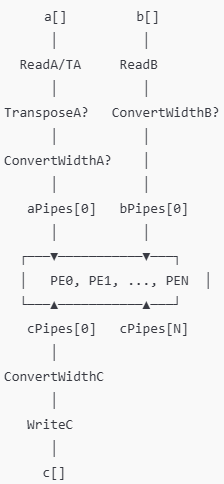 a[] b[]
ReadA/TA ReadB
TransposeA? ConvertWidthB?
ConvertWidthA?
aPipes[0] bPipes[0]
PE0, PE1, ..., PEN
cPipes[0] cPipes[N]
ConvertWidthC
WriteC
c[]